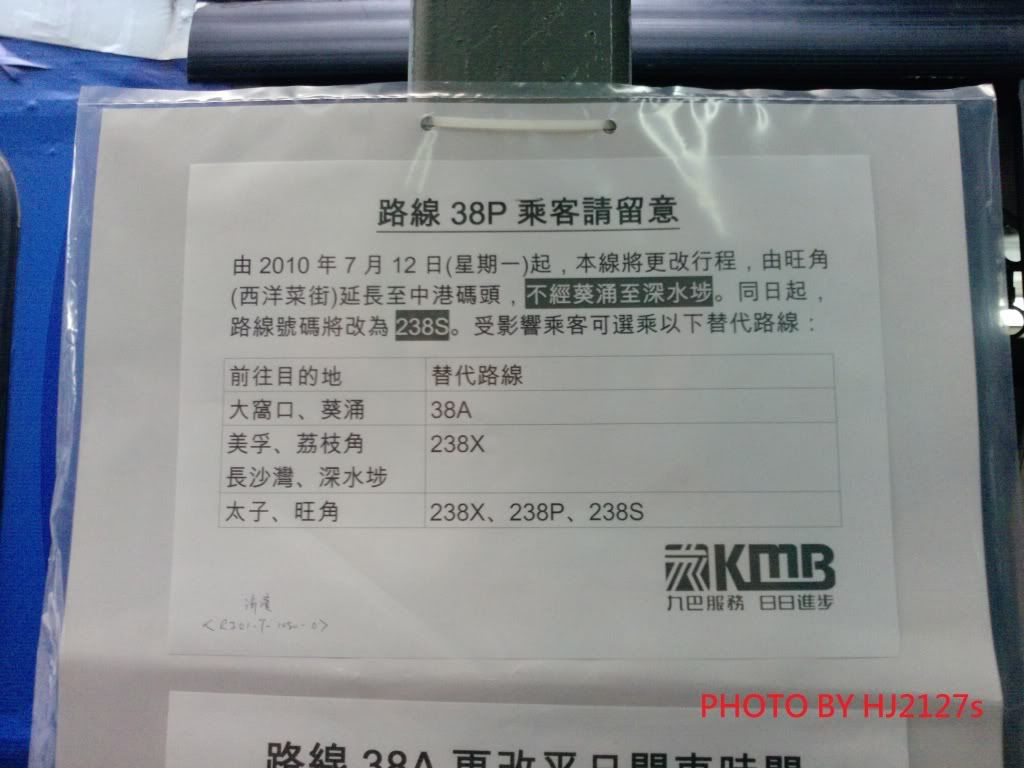 路線 38P 乘客請留意
由 2010 年 7 月 12 日(星期一)起，本線將更改行程，由旺角
(西洋菜街)延長至中港碼頭，不經葵涌至深水埗。同日起，
路線號碼將改為 238S。受影響乘客可選乘以下替代路線：
前往目的地 替代路線
大窩口、葵涌 38A
美孚、荔枝角 238X
長沙灣、深水埗
太子、旺角 238X、238P、238S
KMB
九巴服務 日日進步
PHOTO BY HJ2127s
路線 38A 更改平日開車時間